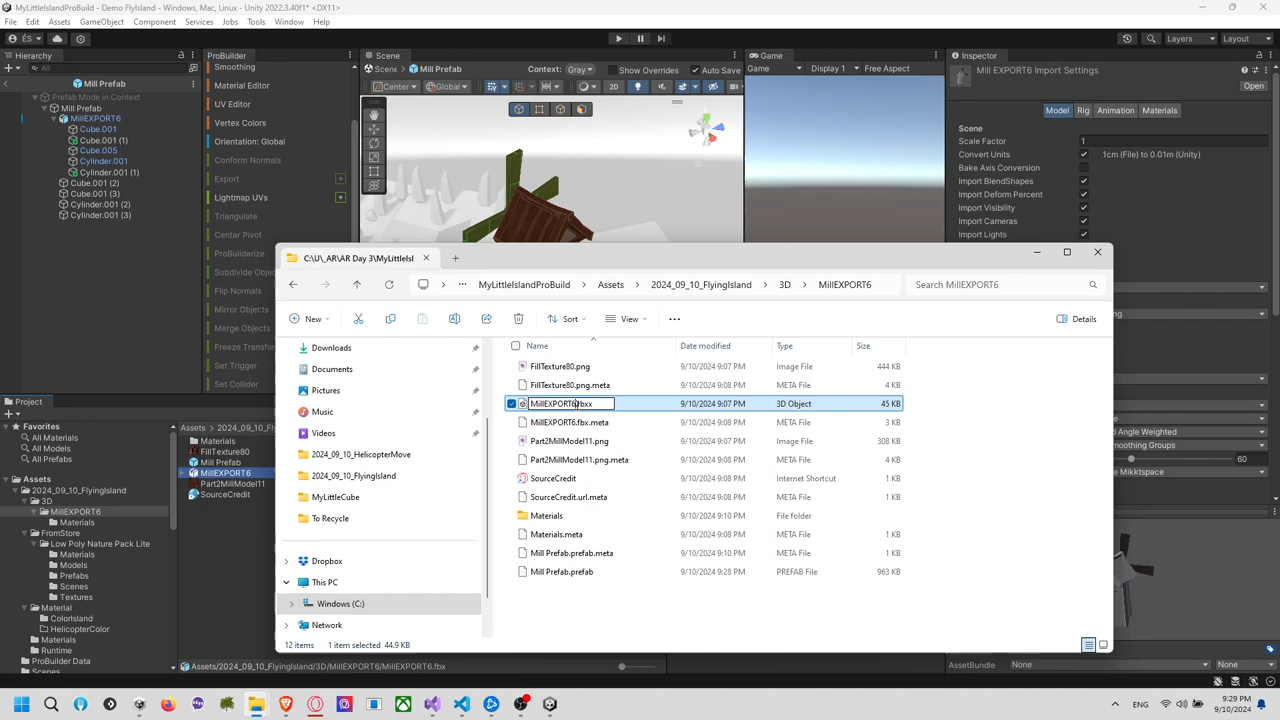 MyLittleIslandProBuild - Demo FlyIsland - Windows, Mac, Linux - Unity 2022.3.40f1* <DX11>
File Edit Assets GameObject Component Services Jobs Tools Window Help
ÉS Layers Layout
Hierarchy
All
Mill Prefab
Prefab Mode in Context
Mill Prefab
MillEXPORT6
Cube.001
Cube.001 (1)
Cube.005
Cylinder.001
Cylinder.001 (1)
Cube.001 (2)
Cube.001 (3)
Cylinder.001 (2)
Cylinder.001 (3)
ProBuilder
Smoothing
Material Editor
UV Editor
Vertex Colors
Orientation: Global
Conform Normals
Export
Lightmap UVs
Triangulate
Center Pivot
ProBuilderize
Subdivide Objec
Flip Normals
Mirror Objects
Merge Objects
Freeze Transfor
Set Trigger
Set Collider
Scene
Scene Mill Prefab Context: Gray Show Overrides Auto Save
Center Global 2D
Game
Game Display 1 Free Aspect
Inspector
Mill EXPORT6 Import Settings
Open
Model Rig Animation Materials
Scene
Scale Factor 1
Convert Units 1cm (File) to 0.01m (Unity)
Bake Axis Conversion
Import BlendShapes
Import Deform Percent
Import Visibility
Import Cameras
Import Lights
d Angle Weighted
Smoothing Groups
60
Mikktspace
C:\U\_AR\AR Day 3\MyLittleIsl
MyLittleIslandProBuild > Assets > 2024_09_10_FlyingIsland > 3D > MillEXPORT6 Search MillEXPORT6
New Sort View Details
Downloads
Documents
Pictures
Music
Videos
2024_09_10_HelicopterMove
2024_09_10_FlyingIsland
MyLittleCube
To Recycle
Dropbox
This PC
Windows (C:)
Network
Name Date modified Type Size
FillTexture80.png 9/10/2024 9:07 PM Image File 444 KB
FillTexture80.png.meta 9/10/2024 9:08 PM META File 4 KB
MillEXPORT6.fbxx 9/10/2024 9:07 PM 3D Object 45 KB
MillEXPORT6.fbx.meta 9/10/2024 9:08 PM META File 3 KB
Part2MillModel11.png 9/10/2024 9:07 PM Image File 308 KB
Part2MillModel11.png.meta 9/10/2024 9:08 PM META File 4 KB
SourceCredit 9/10/2024 9:08 PM Internet Shortcut 1 KB
SourceCredit.url.meta 9/10/2024 9:08 PM META File 1 KB
Materials 9/10/2024 9:10 PM File folder
Materials.meta 9/10/2024 9:08 PM META File 1 KB
Mill Prefab.prefab.meta 9/10/2024 9:10 PM META File 1 KB
Mill Prefab.prefab 9/10/2024 9:28 PM PREFAB File 963 KB
12 items 1 item selected 44.9 KB
Project
Favorites
All Materials
All Models
All Prefabs
Assets
2024_09_10_FlyingIsland
3D
MillEXPORT6
Materials
FromStore
Low Poly Nature Pack Lite
Materials
Models
Prefabs
Scenes
Textures
Material
ColorIsland
HelicopterColor
Materials
Runtime
ProBuilder Data
Scenes
Assets > 2024_09_10_Fl
Materials
FillTexture80
Mill Prefab
MillEXPORT6
Part2MillModel11
SourceCredit
Assets/2024_09_10_FlyingIsland/3D/MillEXPORT6/MillEXPORT6.fbx
AssetBundle None None
ENG 9:29 PM
9/10/2024